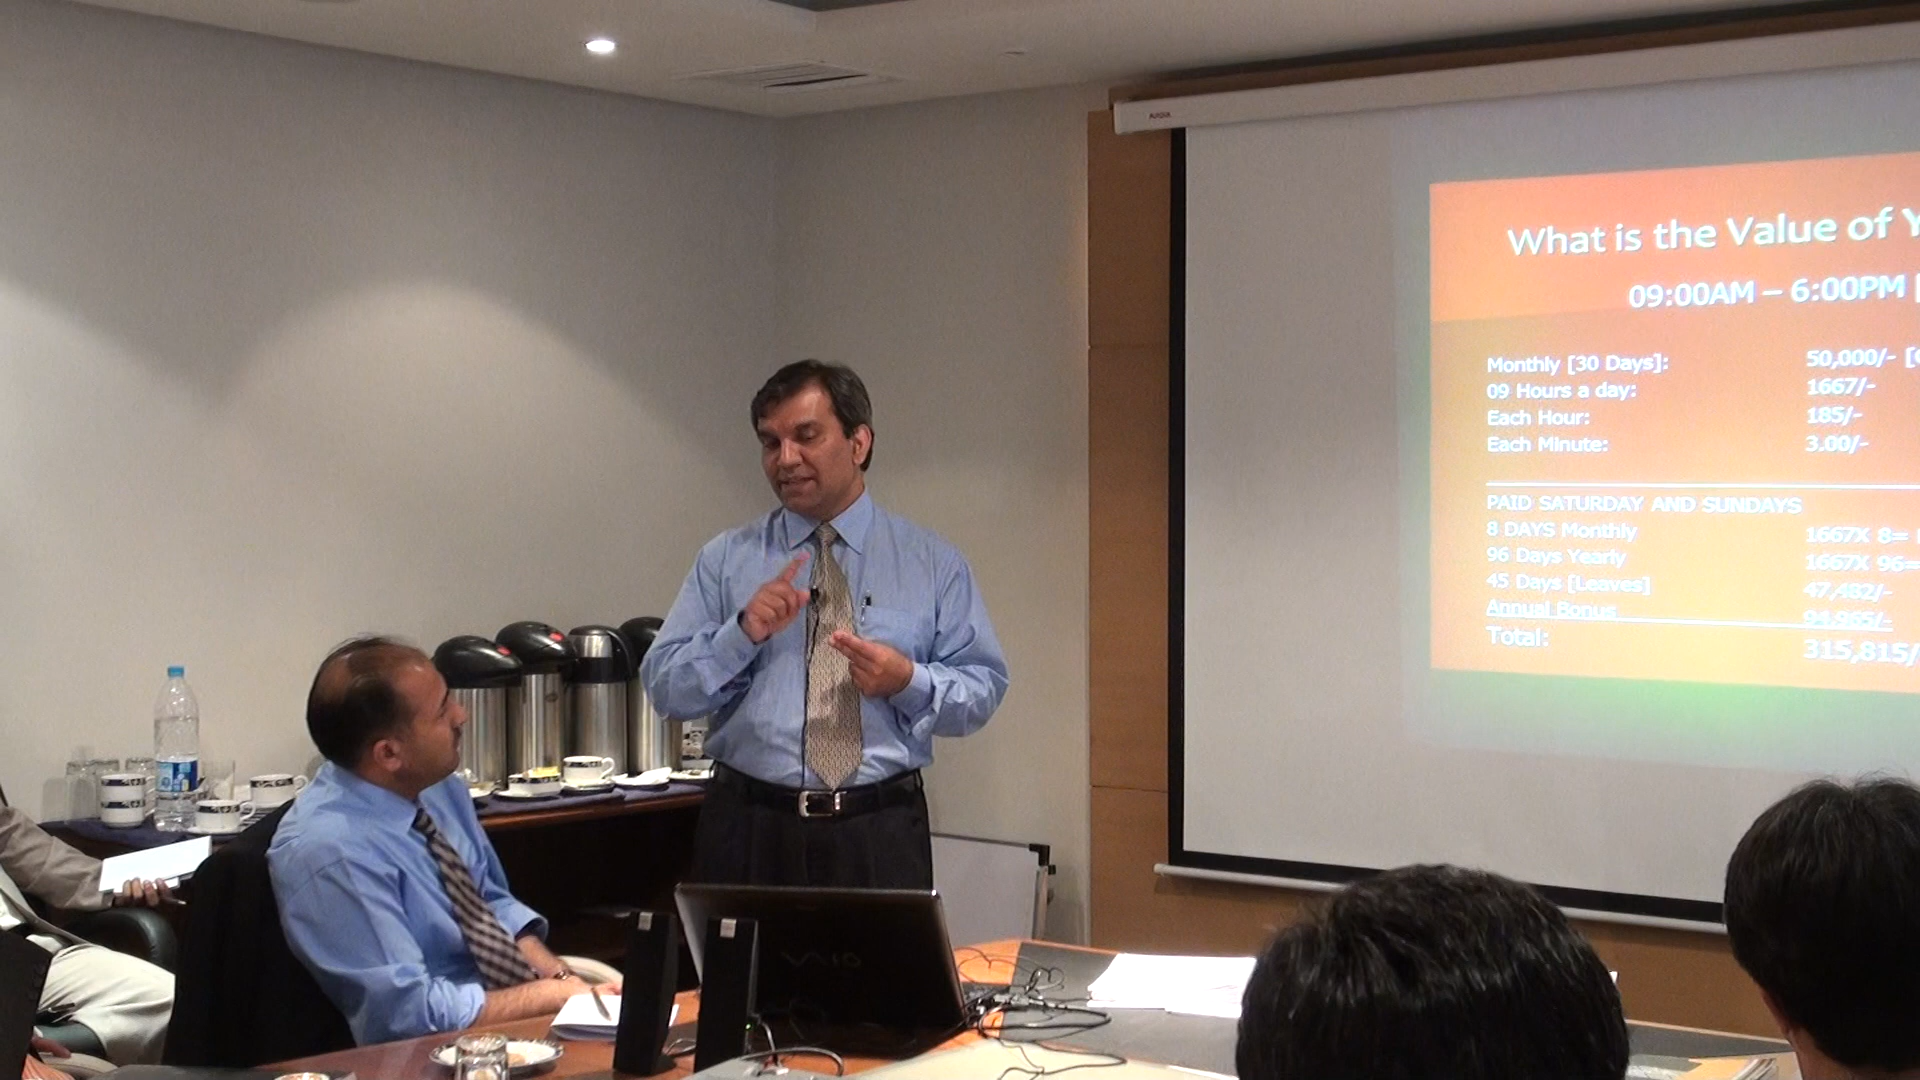 What is the Value of Y
09:00AM – 6:00PM [
Monthly [30 Days]: 50,000/- [
09 Hours a day: 1667/-
Each Hour: 185/-
Each Minute: 3.00/-
PAID SATURDAY AND SUNDAYS
8 DAYS Monthly 1667X 8=
96 Days Yearly 1667X 96=
45 Days [Leaves] 47,482/-
Annual Bonus 94,965/-
Total: 315,815/
VAIO